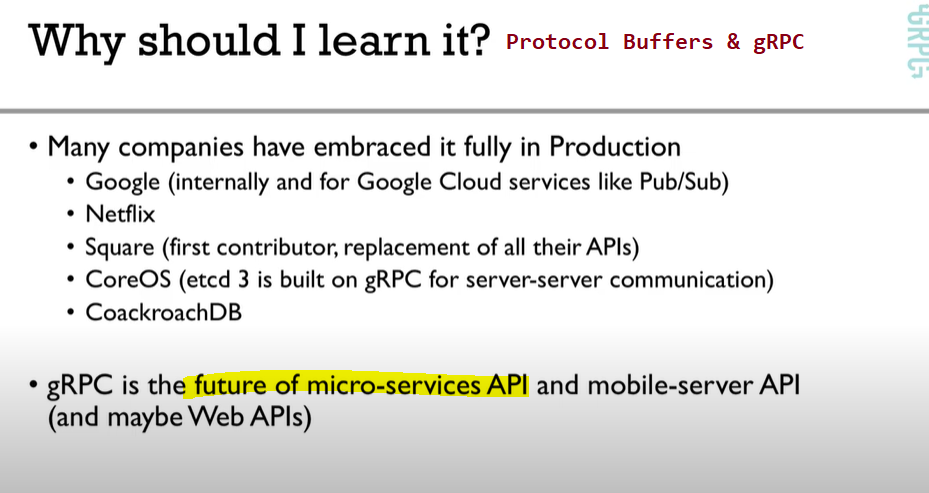 Why should I learn it? Protocol Buffers & gRPC
gRPC
• Many companies have embraced it fully in Production
• Google (internally and for Google Cloud services like Pub/Sub)
• Netflix
• Square (first contributor, replacement of all their APIs)
• CoreOS (etcd 3 is built on gRPC for server-server communication)
• CoackroachDB
• gRPC is the future of micro-services API and mobile-server API
(and maybe Web APIs)